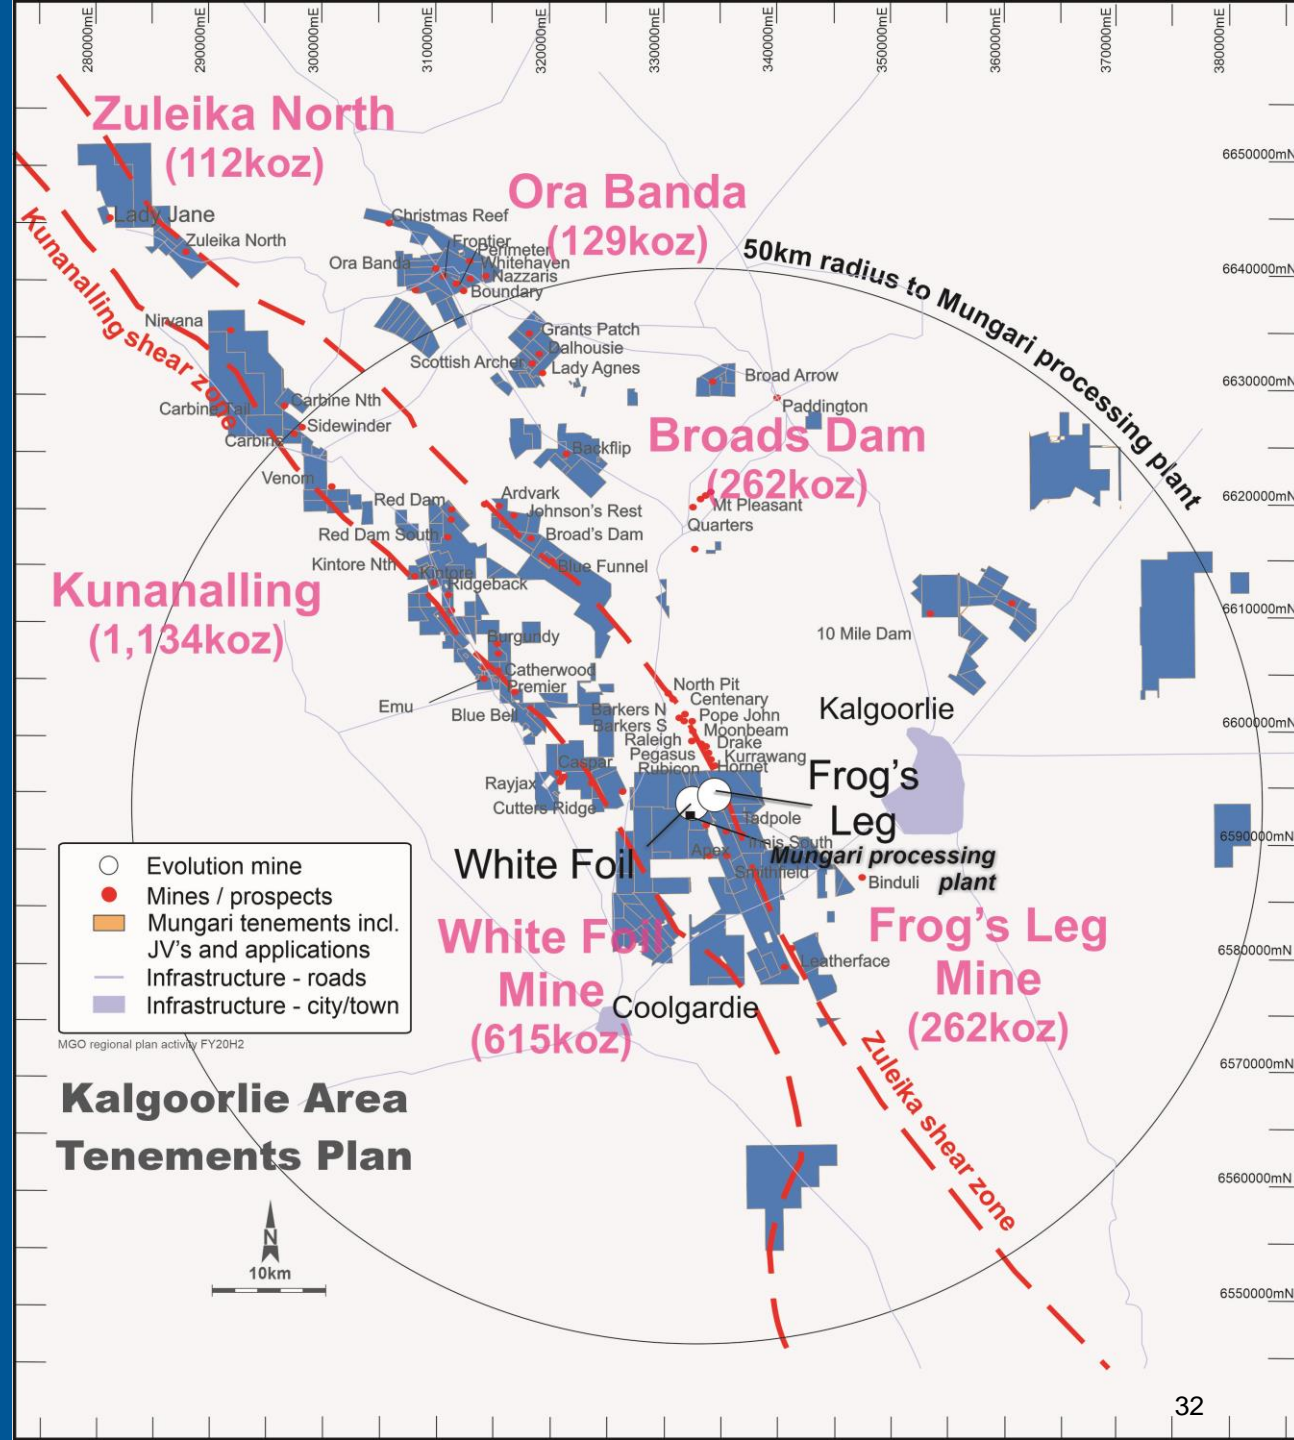 280000mE
290000mE
300000mE
310000mE
320000mE
330000mE
340000mE
350000mE
360000mE
370000mE
380000mE
Zuleika North
(112koz)
6650000mN
Ora Banda
(129koz)
Lady Jane
Christmas Reef
Zuleika North
Frontier
Perimeter
Ora Banda
Whitehaven
Nazzaris
Boundary
6640000mN
50km radius to Mungari processing plant
Kunanalling shear zone
Nirvana
Grants Patch
Dalhousie
Scottish Archer
Lady Agnes
Broad Arrow
6630000mN
Carbine Nth
Carbine Tail
Paddington
Sidewinder
Carbine
Broads Dam
(262koz)
Backflip
Venom
Ardvark
Red Dam
6620000mN
Mt Pleasant
Johnson's Rest
Quarters
Red Dam South
Broad's Dam
Kintore Nth
Kintore
Blue Funnel
Ridgeback
Kunanalling
(1,134koz)
6610000mN
10 Mile Dam
Burgundy
Catherwood
Premier
North Pit
Centenary
Emu
Blue Bell
Barkers N
Pope John
Kalgoorlie
6600000mN
Barkers S
Moonbeam
Raleigh
Drake
Pegasus
Kurrawang
Caspar
Rubicon
Hornet
Rayjax
Frog's
Leg
Cutters Ridge
Tadpole
6590000mN
Innis South
Apex
White Foil
Mungari processing
plant
Smithfield
Binduli
Evolution mine
Mines / prospects
Mungari tenements incl.
JV's and applications
Infrastructure - roads
Infrastructure - city/town
White Foil
Mine
(615koz)
Frog's Leg
Mine
(262koz)
6580000mN
Leatherface
Coolgardie
MGO regional plan activity FY20H2
6570000mN
Zuleika shear zone
Kalgoorlie Area
Tenements Plan
6560000mN
N
10km
6550000mN
32